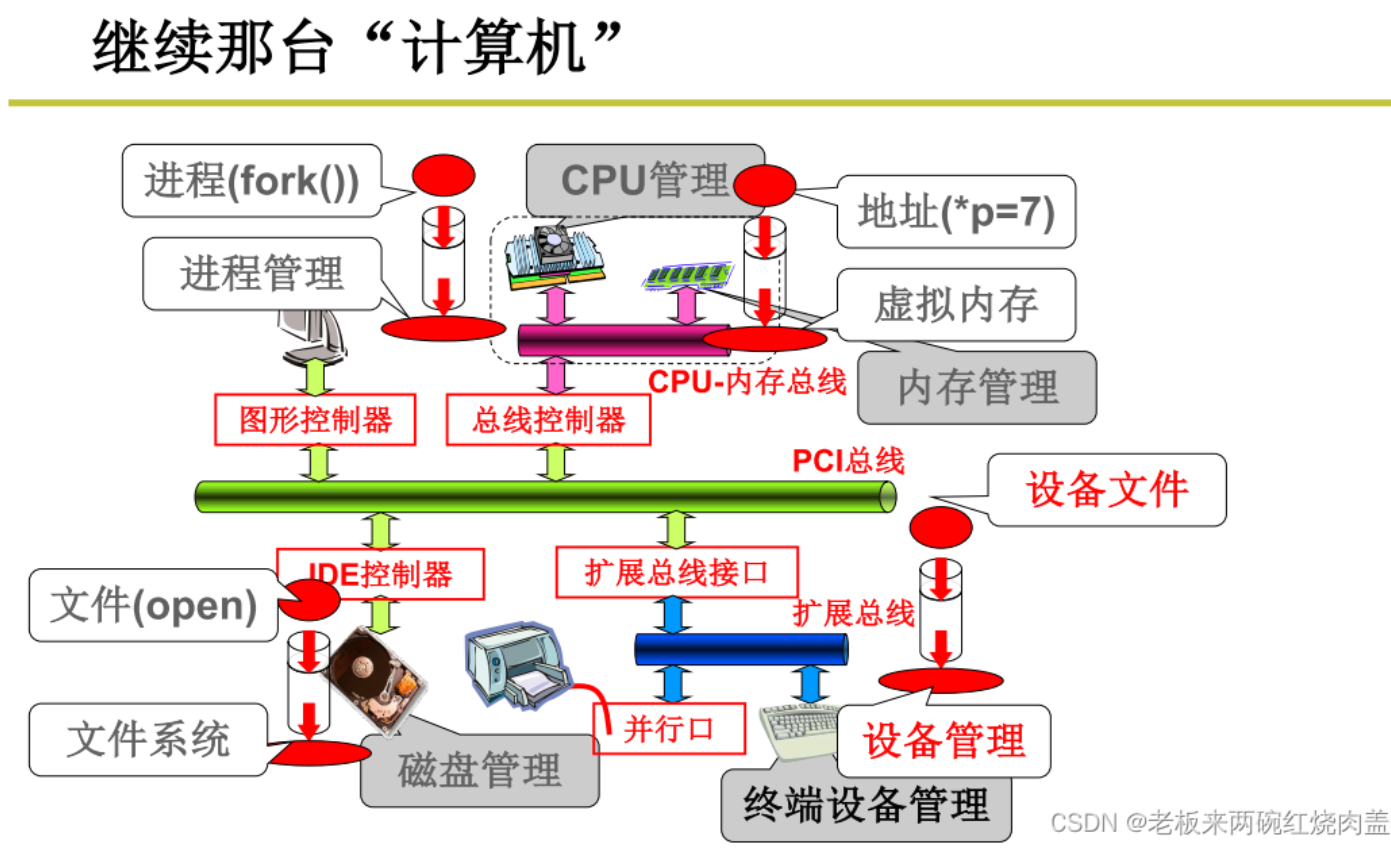 继续那台“计算机”
进程(fork())
CPU管理
地址(*p=7)
进程管理
虚拟内存
CPU-内存总线
内存管理
图形控制器
总线控制器
PCI总线
设备文件
IDE控制器
扩展总线接口
文件(open)
扩展总线
文件系统
并行口
设备管理
磁盘管理
终端设备管理
CSDN @老板来两碗红烧肉盖